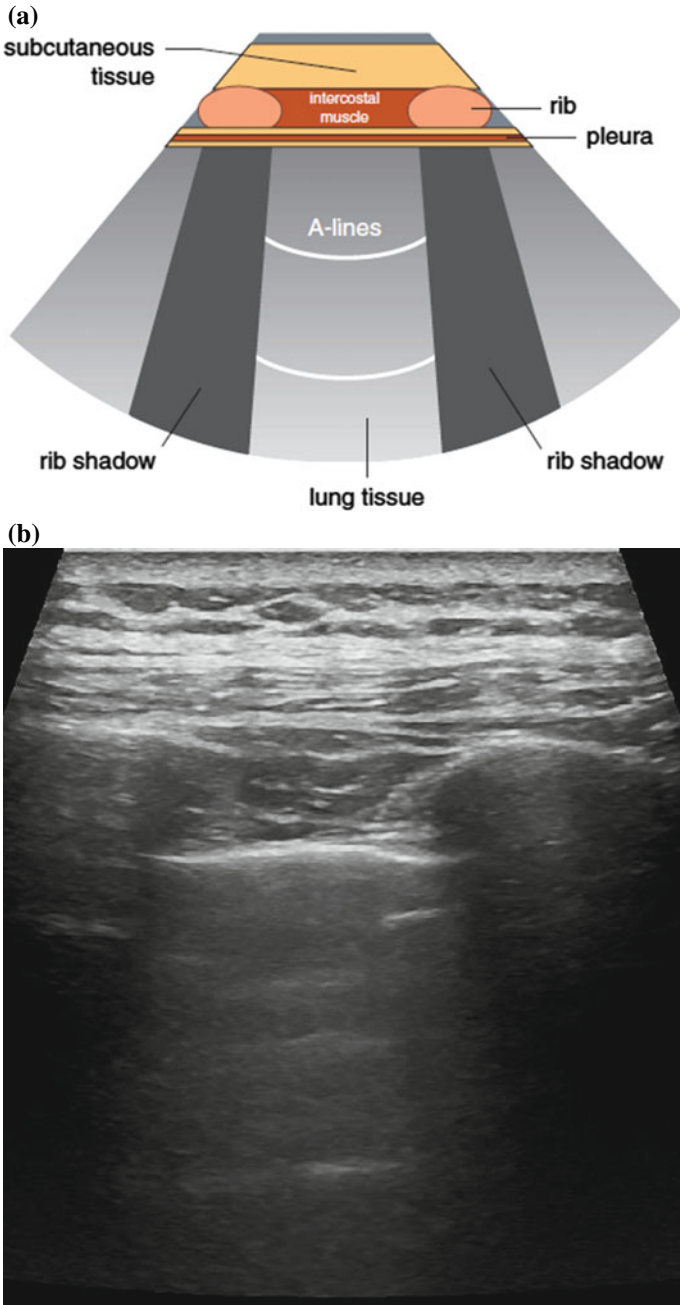 (a)
subcutaneous
tissue
intercostal
muscle
rib
pleura
A-lines
rib shadow
rib shadow
lung tissue
(b)